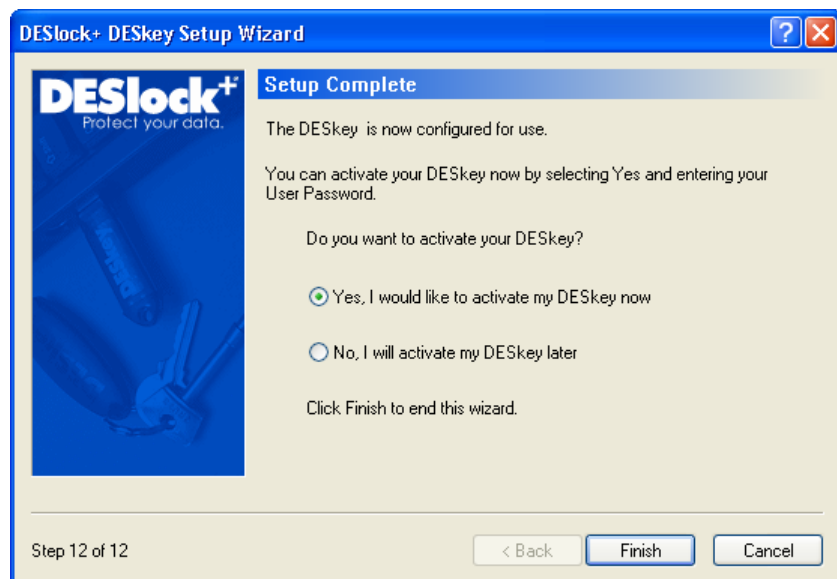 DESlock+ DESkey Setup Wizard
DESlock+
Protect your data.
DESkey
Setup Complete
The DESkey is now configured for use.
You can activate your DESkey now by selecting Yes and entering your
User Password.
Do you want to activate your DESkey?
Yes, I would like to activate my DESkey now
No, I will activate my DESkey later
Click Finish to end this wizard.
Step 12 of 12
< Back
Finish
Cancel